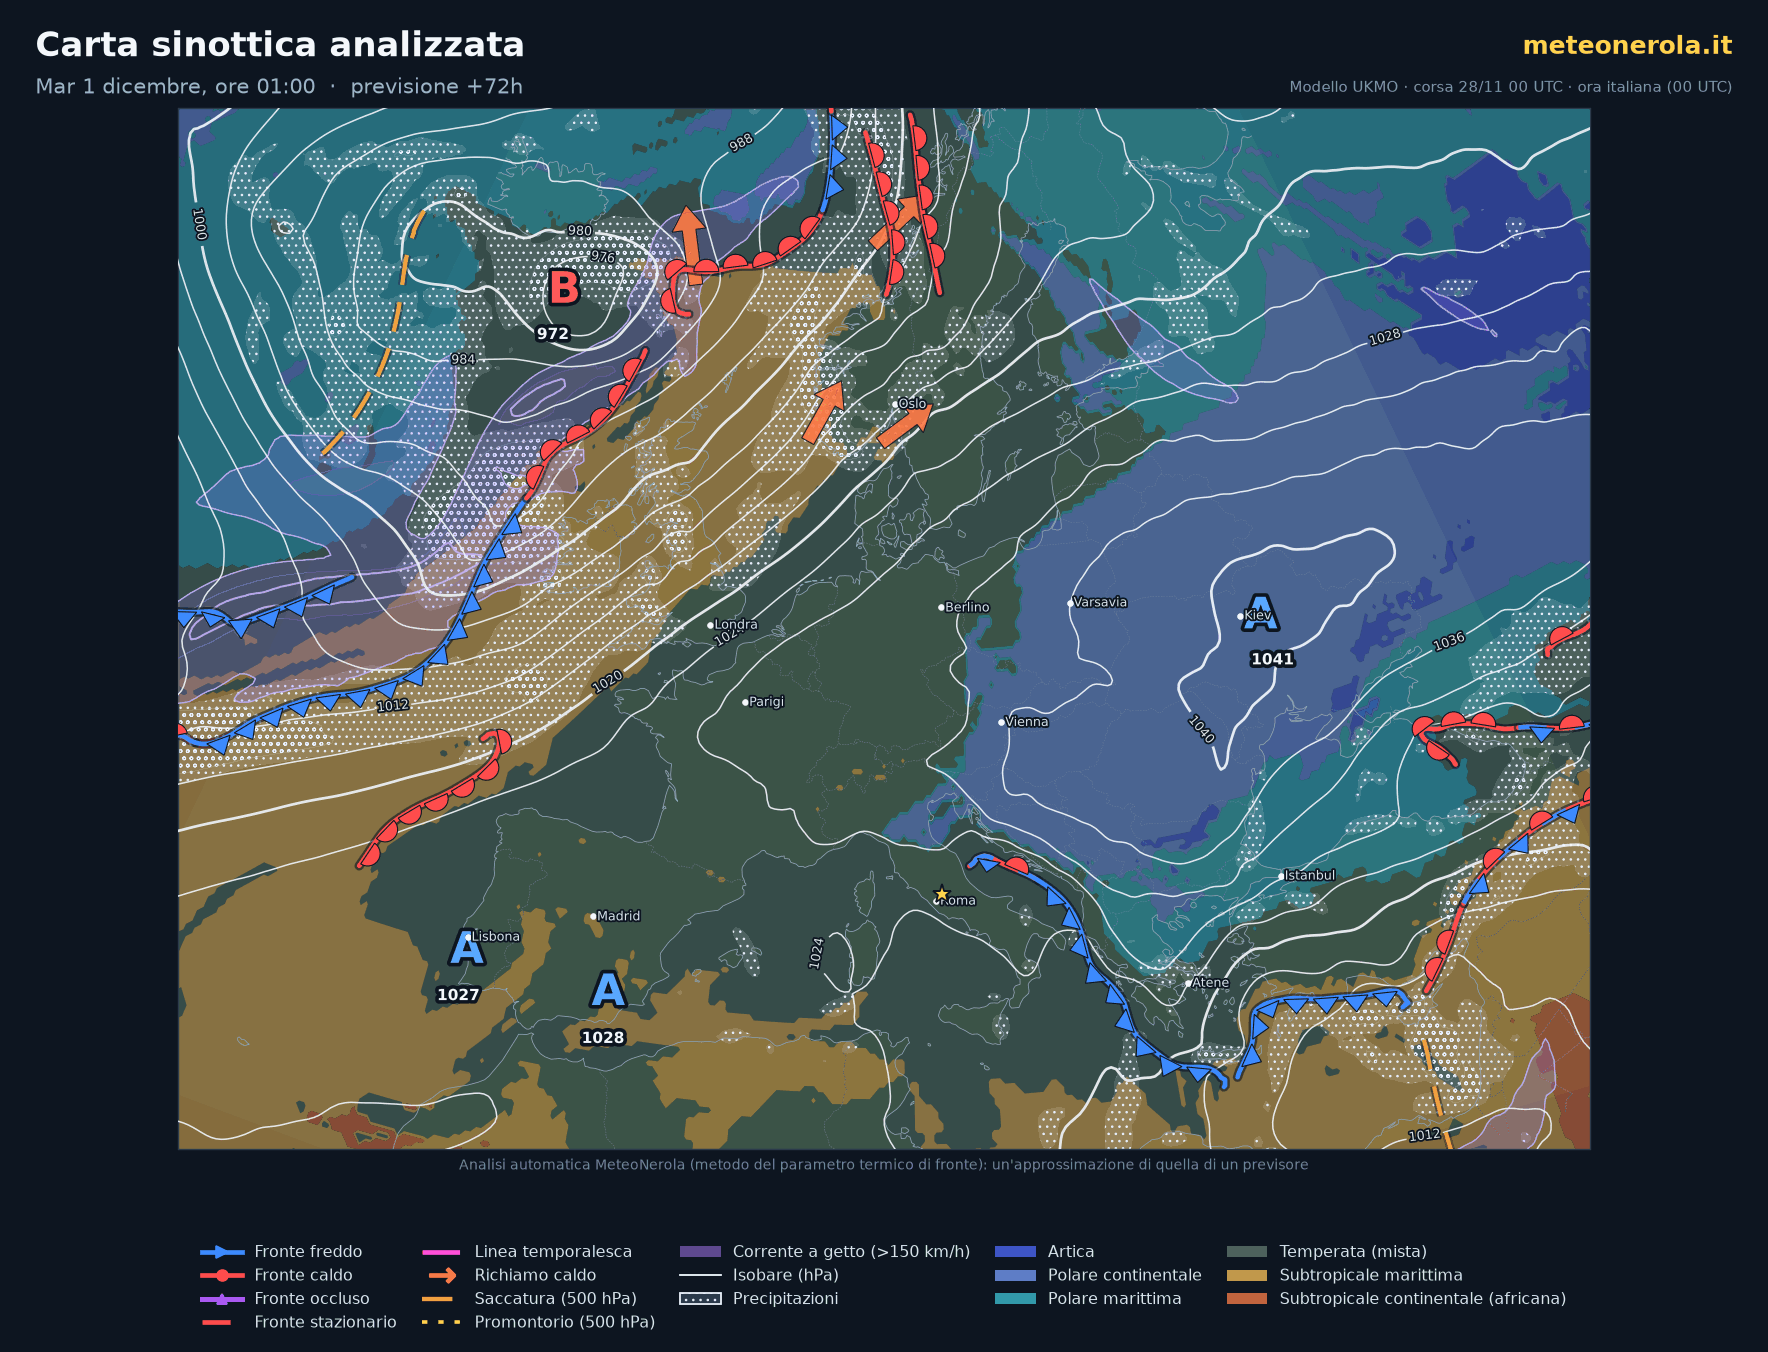 Carta sinottica analizzata
meteonerola.it
Mar 1 dicembre, ore 01:00 · previsione +72h
Modello UKMO · corsa 28/11 00 UTC · ora italiana (00 UTC)
988
1000
980
976
B
972
984
1028
Oslo
Berlino
Varsavia
A
Kiev
Londra
1024
1036
1041
1020
Parigi
1012
Vienna
1040
Istanbul
Roma
Madrid
A
Lisbona
1024
Atene
1027
A
1028
1012
Analisi automatica MeteoNerola (metodo del parametro termico di fronte): un'approssimazione di quella di un previsore
Fronte freddo
Fronte caldo
Fronte occluso
Fronte stazionario
Linea temporalesca
Richiamo caldo
Saccatura (500 hPa)
Promontorio (500 hPa)
Corrente a getto (>150 km/h)
Isobare (hPa)
Precipitazioni
Artica
Polare continentale
Polare marittima
Temperata (mista)
Subtropicale marittima
Subtropicale continentale (africana)